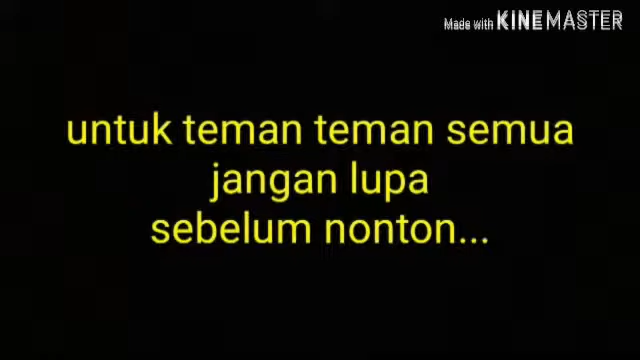 Made with KINEMASTER
untuk teman teman semua
jangan lupa
sebelum nonton...